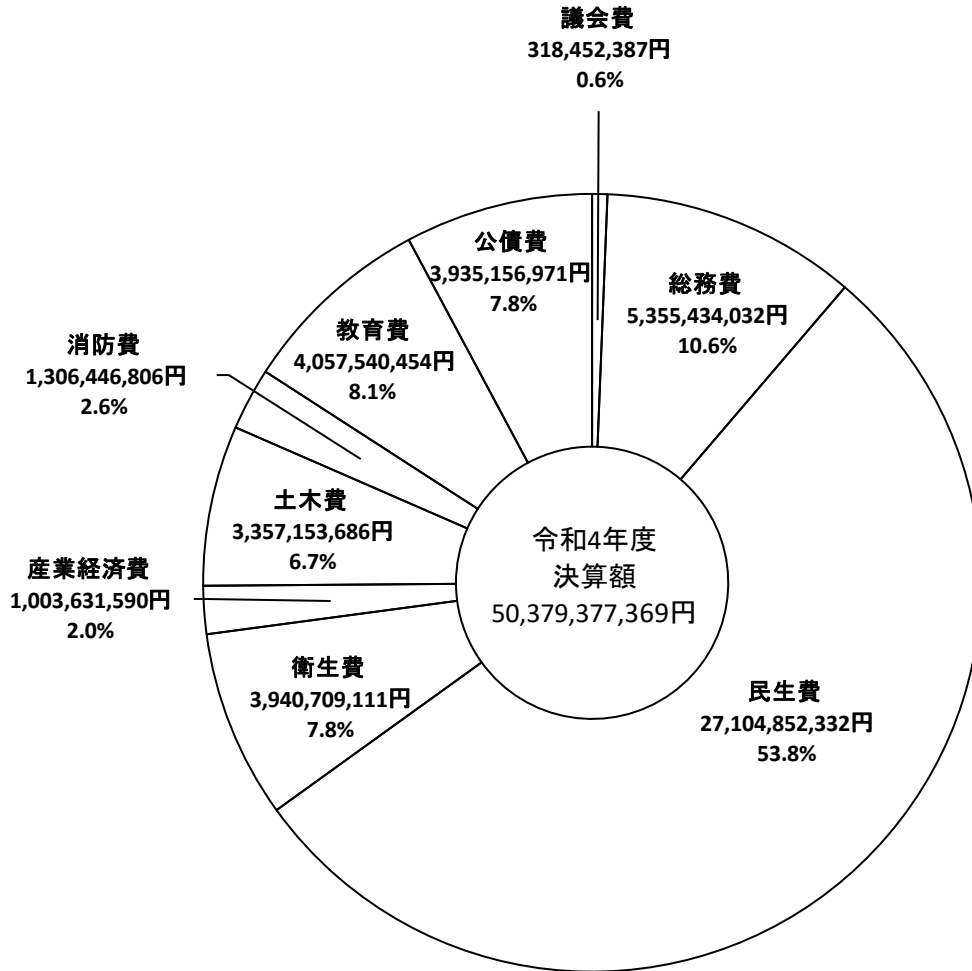 議会費
318,452,387円
0.6%
総務費
5,355,434,032円
10.6%
民生費
27,104,852,332円
53.8%
衛生費
3,940,709,111円
7.8%
産業経済費
1,003,631,590円
2.0%
土木費
3,357,153,686円
6.7%
消防費
1,306,446,806円
2.6%
教育費
4,057,540,454円
8.1%
公債費
3,935,156,971円
7.8%
令和4年度
決算額
50,379,377,369円